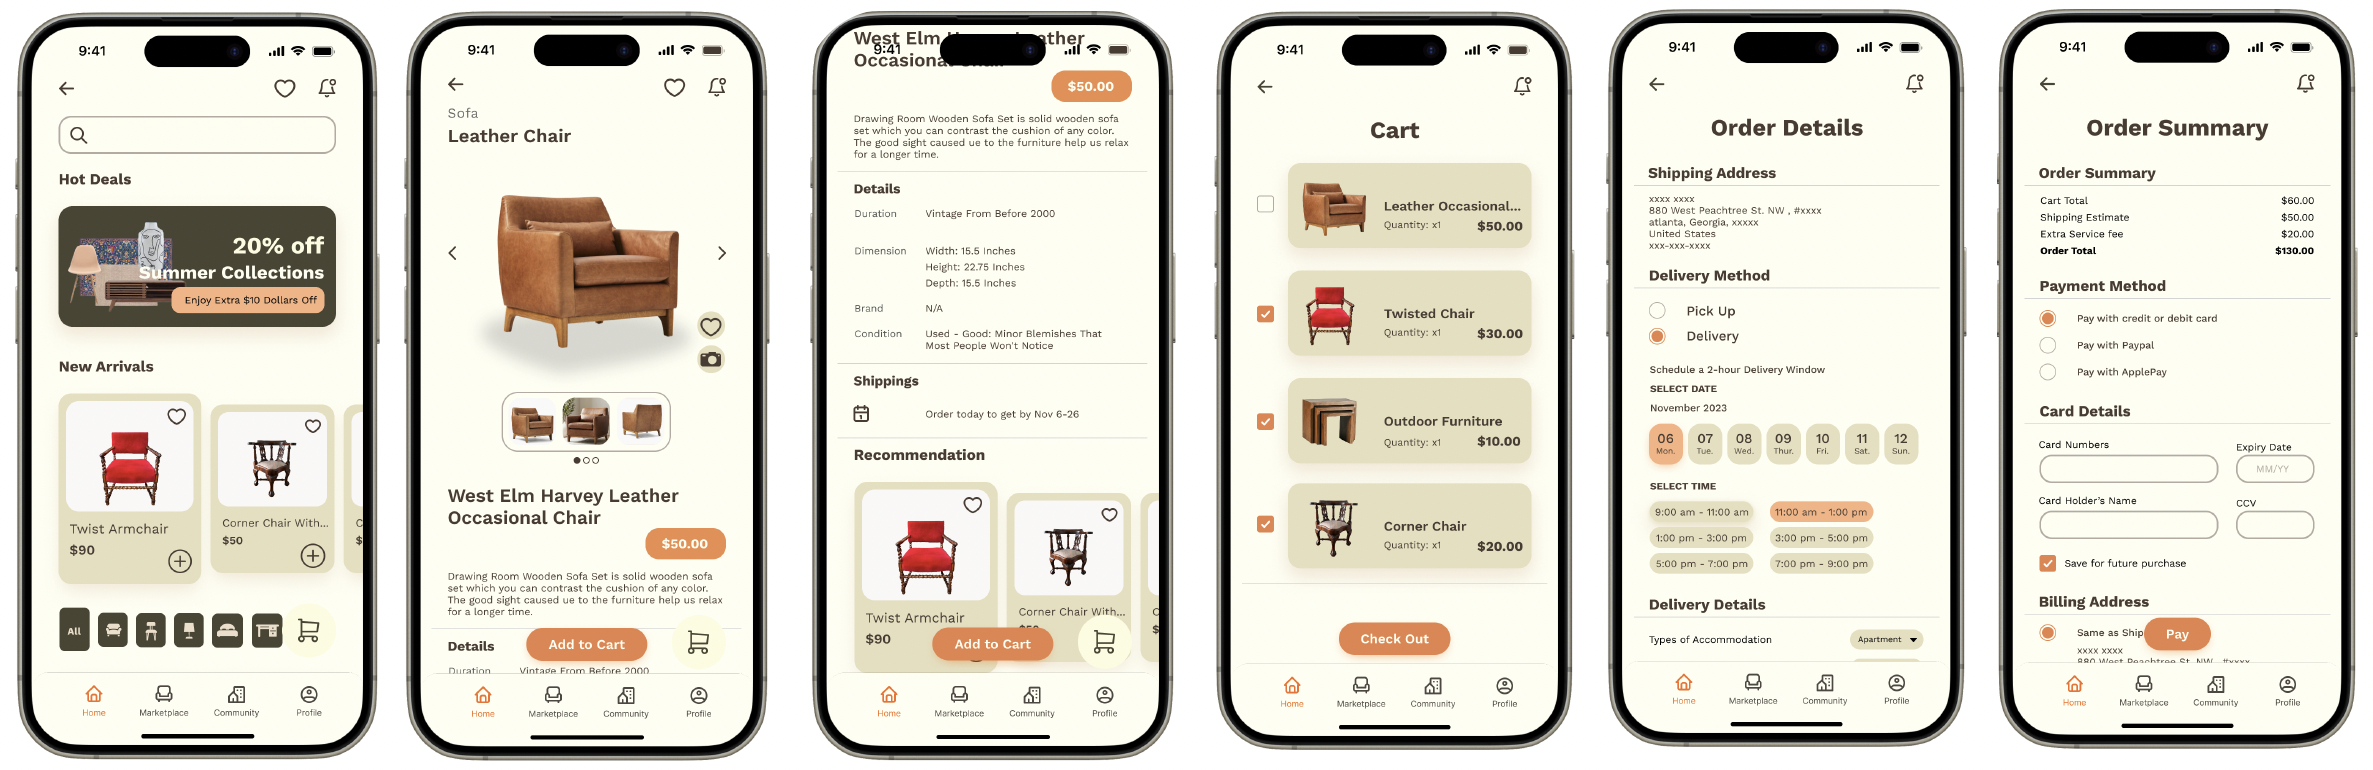 9:41
Hot Deals
20% off
Summer Collections
Enjoy Extra $10 Dollars Off
New Arrivals
Twist Armchair
$90
Corner Chair With...
$50
C
$
All
Home
Marketplace
Community
Profile
9:41
Sofa
Leather Chair
West Elm Harvey Leather
Occasional Chair
$50.00
Drawing Room Wooden Sofa Set is solid wooden sofa
set which you can contrast the cushion of any color.
The good sight caused ue to the furniture help us relax
for a longer time.
Details
Add to Cart
Duration
Vintage From Before 2000
Home
Marketplace
Community
Profile
West Elm Harvey Leather
9:41
Occasional Chair
$50.00
Drawing Room Wooden Sofa Set is solid wooden sofa
set which you can contrast the cushion of any color.
The good sight caused ue to the furniture help us relax
for a longer time.
Details
Duration
Vintage From Before 2000
Dimension
Width: 15.5 Inches
Height: 22.75 Inches
Depth: 15.5 Inches
Brand
N/A
Condition
Used - Good: Minor Blemishes That
Most People Won't Notice
Shippings
Order today to get by Nov 6-26
Recommendation
Twist Armchair
$90
Corner Chair With...
$50
C
Add to Cart
Home
Marketplace
Community
Profile
9:41
Cart
Leather Occasional...
Quantity: x1
$50.00
Twisted Chair
Quantity: x1
$30.00
Outdoor Furniture
Quantity: x1
$10.00
Corner Chair
Quantity: x1
$20.00
Check Out
Home
Marketplace
Community
Profile
9:41
Order Details
Shipping Address
xxxx xxxx
880 West Peachtree St. NW , #xxxx
atlanta, Georgia, xxxxx
United States
xxx-xxx-xxxx
Delivery Method
Pick Up
Delivery
Schedule a 2-hour Delivery Window
SELECT DATE
November 2023
06 07 08 09 10 11 12
Mon. Tue. Wed. Thur. Fri. Sat. Sun.
SELECT TIME
9:00 am - 11:00 am
11:00 am - 1:00 pm
1:00 pm - 3:00 pm
3:00 pm - 5:00 pm
5:00 pm - 7:00 pm
7:00 pm - 9:00 pm
Delivery Details
Types of Accommodation
Apartment
Home
Marketplace
Community
Profile
9:41
Order Summary
Order Summary
Cart Total
$60.00
Shipping Estimate
$50.00
Extra Service fee
$20.00
Order Total
$130.00
Payment Method
Pay with credit or debit card
Pay with Paypal
Pay with ApplePay
Card Details
Card Numbers
Expiry Date
MM/YY
Card Holder's Name
CCV
Save for future purchase
Billing Address
Same as Ship
Pay
xxxx xxxx
880 West Peachtree St. NW , #xxxx
Home
Marketplace
Community
Profile